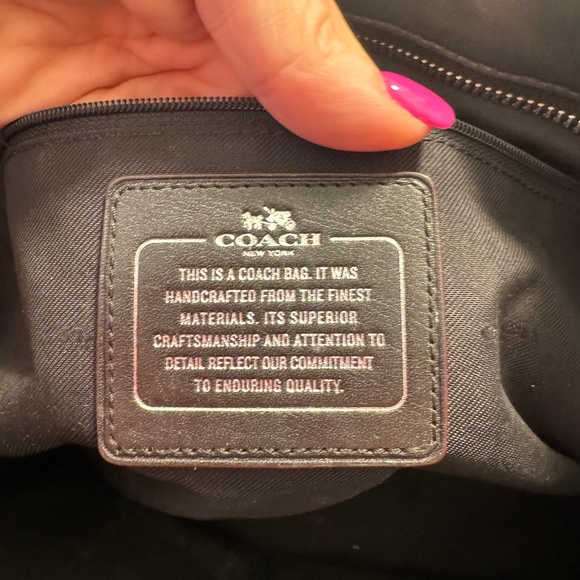 COACH
NEW YORK
THIS IS A COACH BAG. IT WAS
HANDCRAFTED FROM THE FINEST
MATERIALS. ITS SUPERIOR
CRAFTSMANSHIP AND ATTENTION TO
DETAIL REFLECT OUR COMMITMENT
TO ENDURING QUALITY.